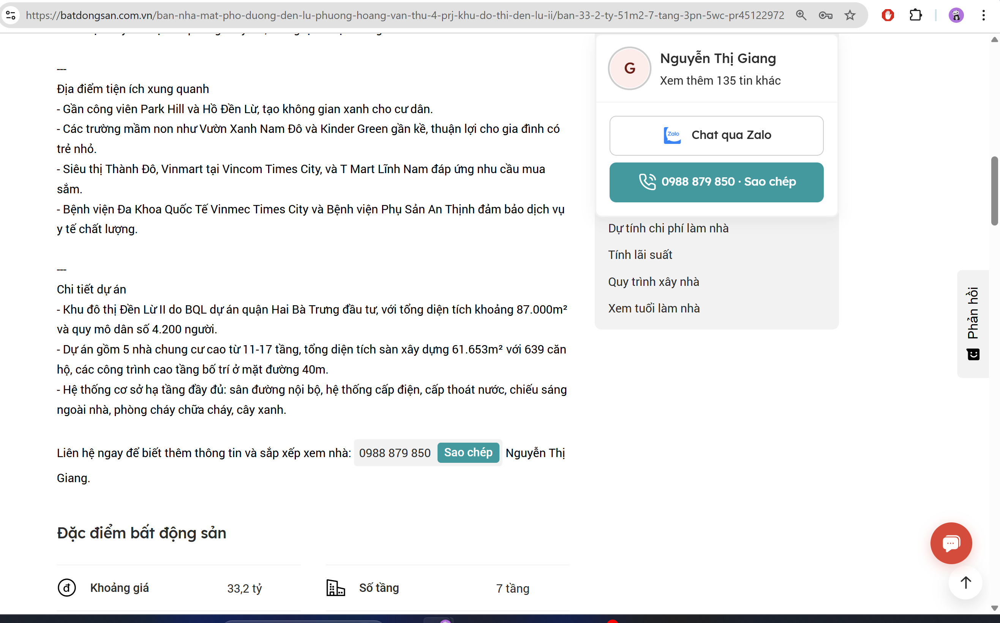 https://batdongsan.com.vn/ban-nha-mat-pho-duong-den-lu-phuong-hoang-van-thu-4-prj-khu-do-thi-den-lu-ii/ban-33-2-ty-51m2-7-tang-3pn-5wc-pr45122972
---
Địa điểm tiện ích xung quanh
- Gần công viên Park Hill và Hồ Đền Lừ, tạo không gian xanh cho cư dân.
- Các trường mầm non như Vườn Xanh Nam Đô và Kinder Green gần kề, thuận lợi cho gia đình có
trẻ nhỏ.
- Siêu thị Thành Đô, Vinmart tại Vincom Times City, và T Mart Lĩnh Nam đáp ứng nhu cầu mua
sắm.
- Bệnh viện Đa Khoa Quốc Tế Vinmec Times City và Bệnh viện Phụ Sản An Thịnh đảm bảo dịch vụ
y tế chất lượng.
---
Chi tiết dự án
- Khu đô thị Đền Lừ II do BQL dự án quận Hai Bà Trưng đầu tư, với tổng diện tích khoảng 87.000m²
và quy mô dân số 4.200 người.
- Dự án gồm 5 nhà chung cư cao từ 11-17 tầng, tổng diện tích sàn xây dựng 61.653m² với 639 căn
hộ, các công trình cao tầng bố trí ở mặt đường 40m.
- Hệ thống cơ sở hạ tầng đầy đủ: sân đường nội bộ, hệ thống cấp điện, cấp thoát nước, chiếu sáng
ngoài nhà, phòng cháy chữa cháy, cây xanh.
Liên hệ ngay để biết thêm thông tin và sắp xếp xem nhà: 0988 879 850 Sao chép Nguyễn Thị
Giang.
Đặc điểm bất động sản
đ Khoảng giá 33,2 tỷ
Số tầng 7 tầng
G
Nguyễn Thị Giang
Xem thêm 135 tin khác
Zalo Chat qua Zalo
0988 879 850 · Sao chép
Dự tính chi phí làm nhà
Tính lãi suất
Quy trình xây nhà
Xem tuổi làm nhà
Phản hồi